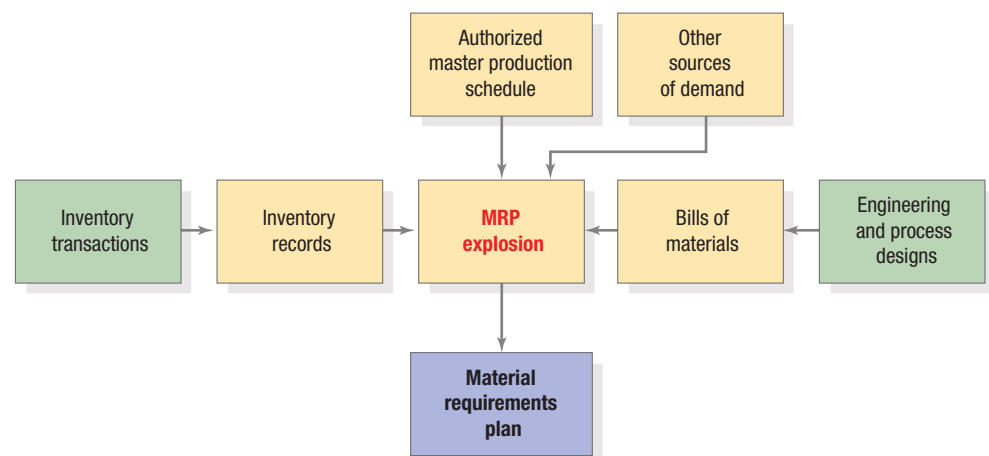 Authorized
master production
schedule
Other
sources
of demand
Inventory
transactions
Inventory
records
MRP
explosion
Bills of
materials
Engineering
and process
designs
Material
requirements
plan